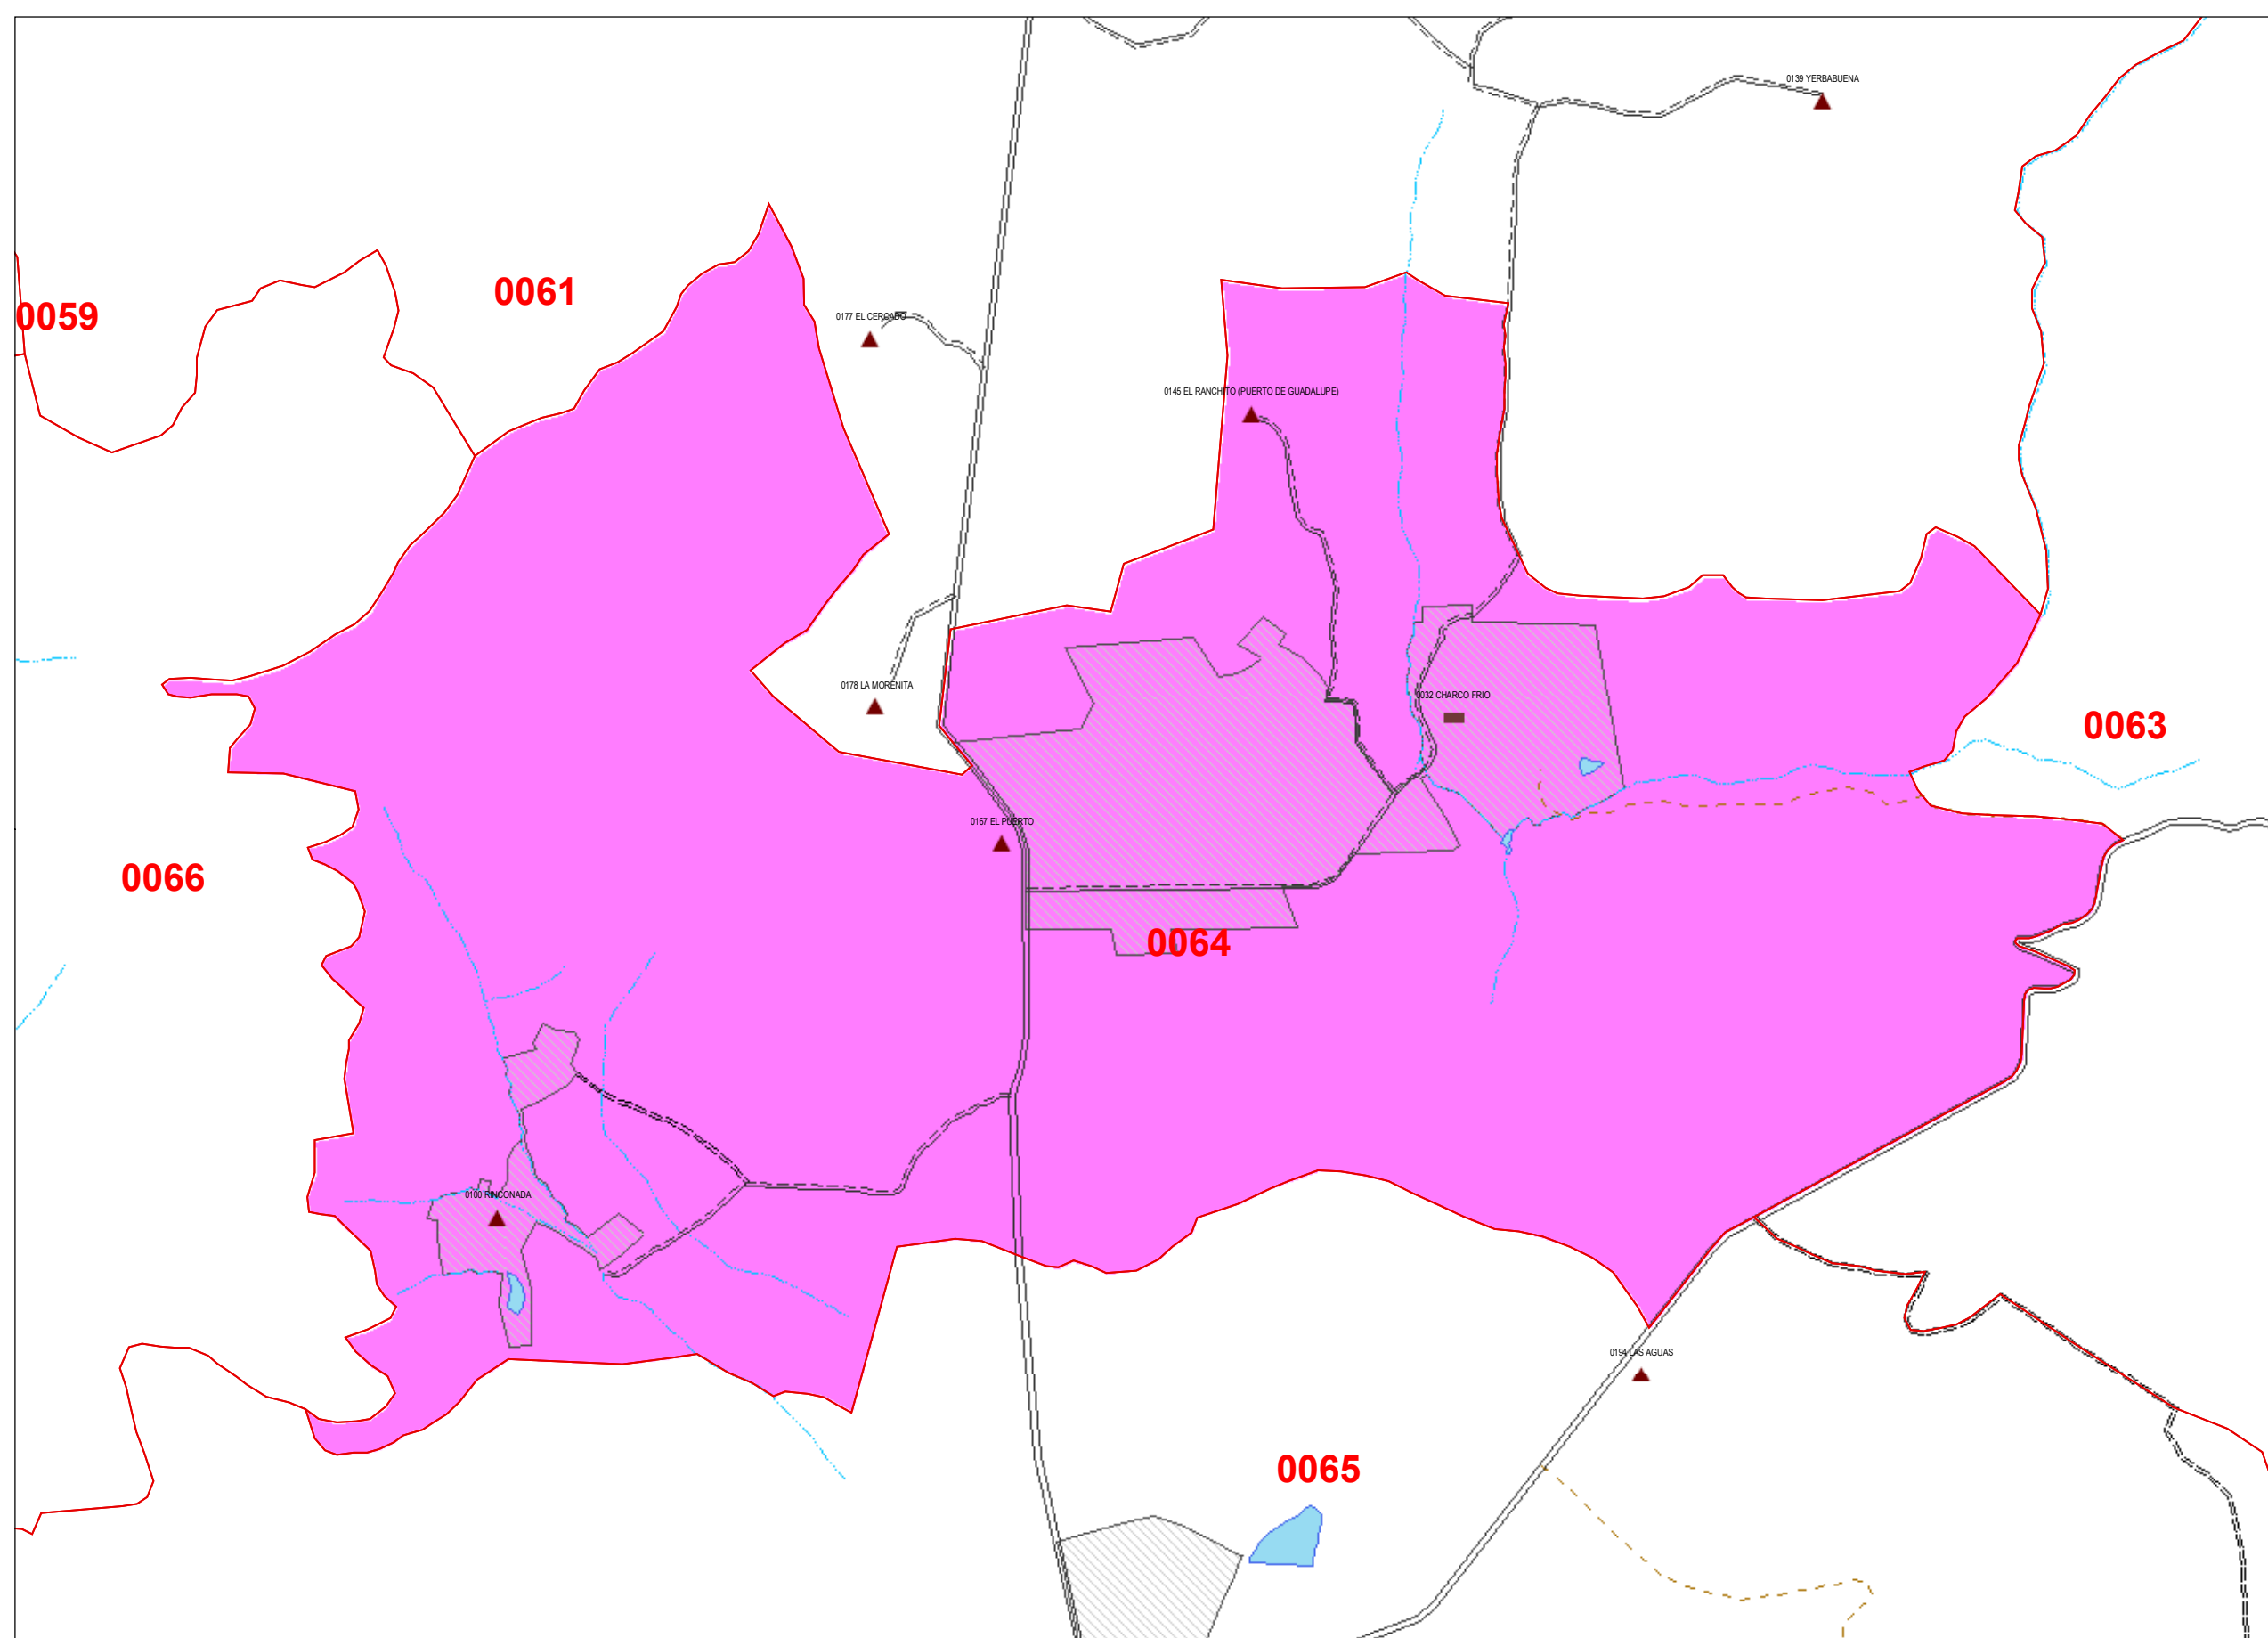 0139 YERBABUENA
0061
0059
0177 EL CERCADO
0145 EL RANCHITO (PUERTO DE GUADALUPE)
0178 LA MORENITA
0032 CHARCO FRIO
0063
0167 EL PUERTO
0066
0064
0100 RINCONADA
0194 LAS AGUAS
0065